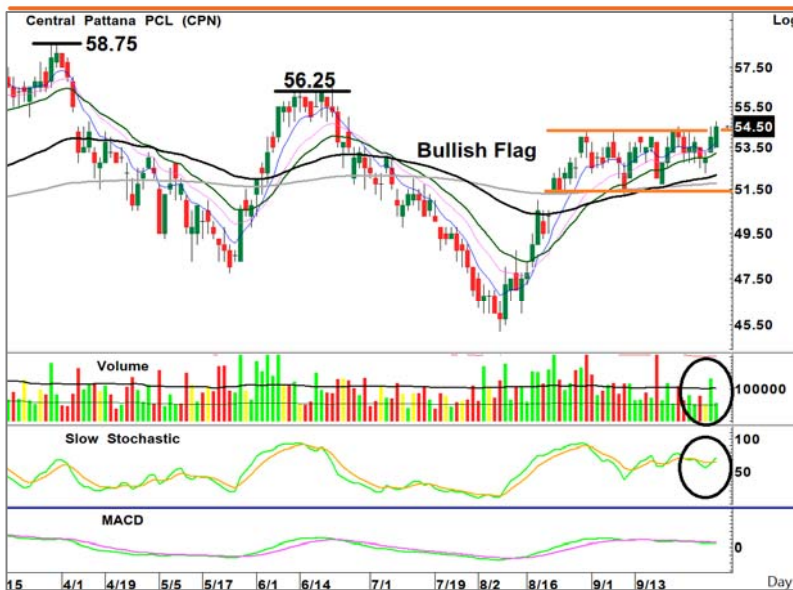 Central Pattana PCL (CPN)
Log
58.75
57.50
56.25
55.50
54.50
53.50
Bullish Flag
51.50
49.50
47.50
45.50
Volume
100000
Slow Stochastic
100
50
MACD
0
15 4/1 4/19 5/5 5/17 6/1 6/14 7/1 7/19 8/2 8/16 9/1 9/13 Day